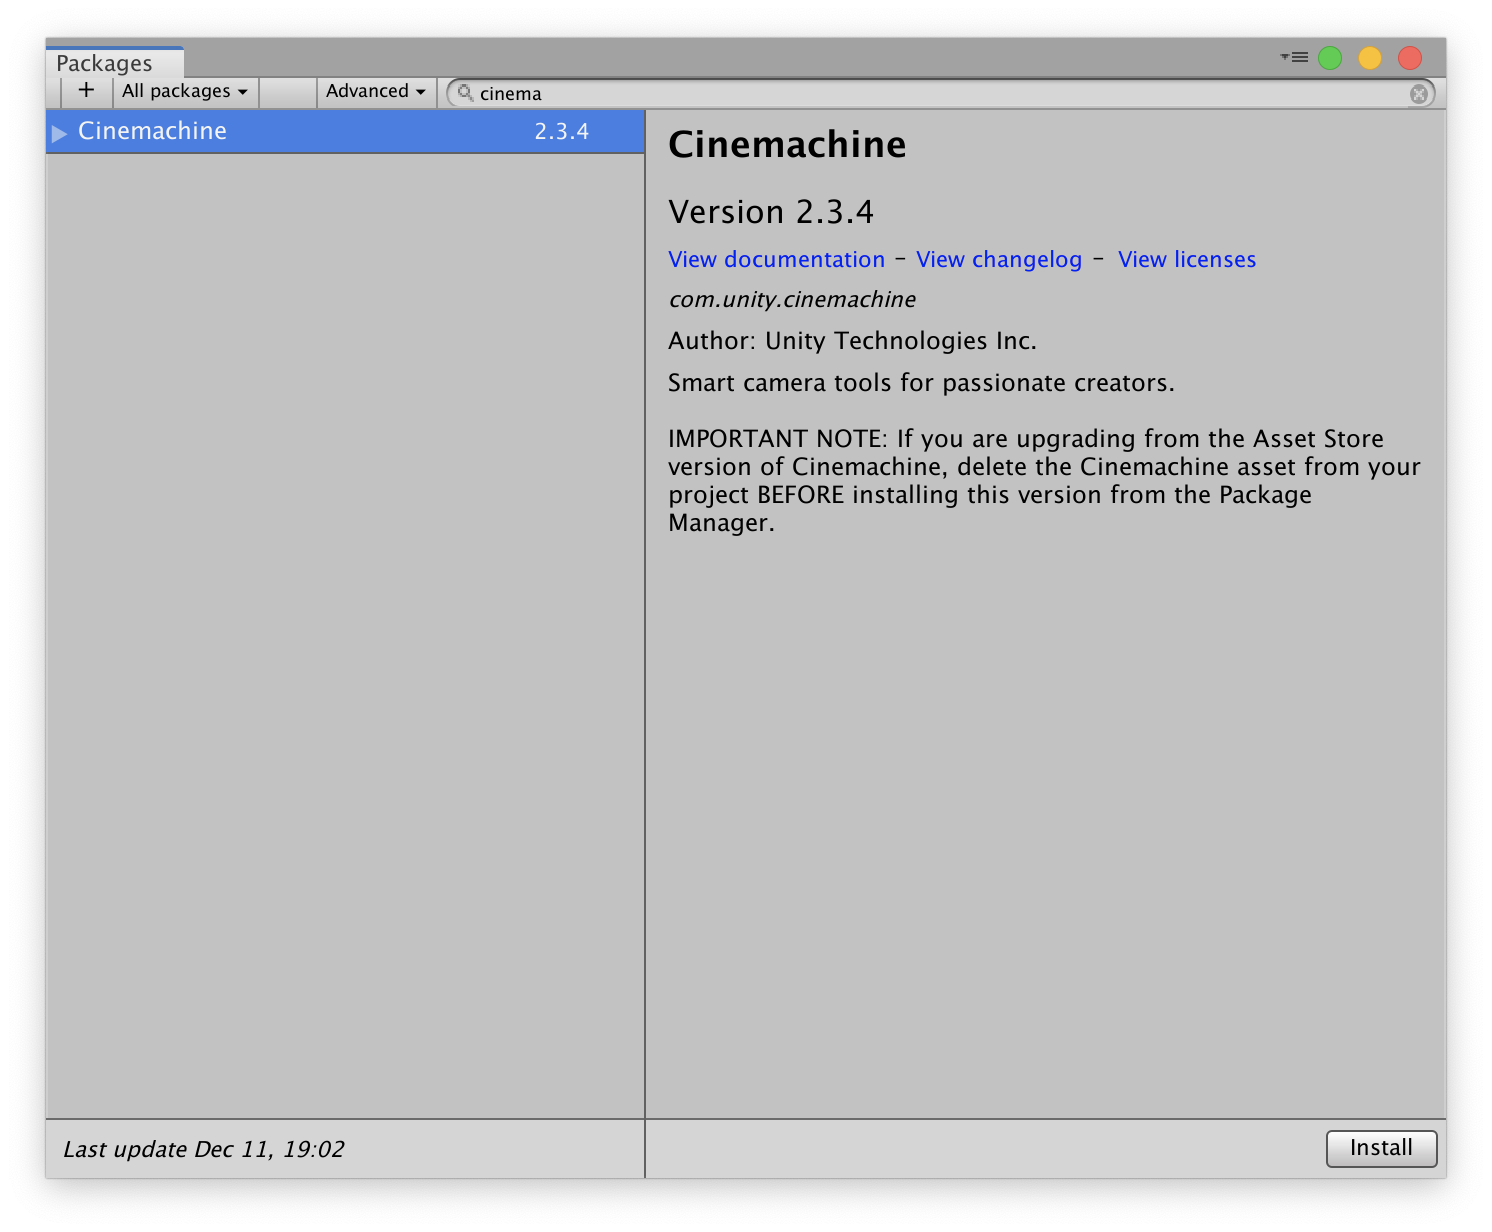 Packages
+ All packages Advanced cinema
Cinemachine 2.3.4
Cinemachine
Version 2.3.4
View documentation - View changelog - View licenses
com.unity.cinemachine
Author: Unity Technologies Inc.
Smart camera tools for passionate creators.
IMPORTANT NOTE: If you are upgrading from the Asset Store
version of Cinemachine, delete the Cinemachine asset from your
project BEFORE installing this version from the Package
Manager.
Last update Dec 11, 19:02
Install